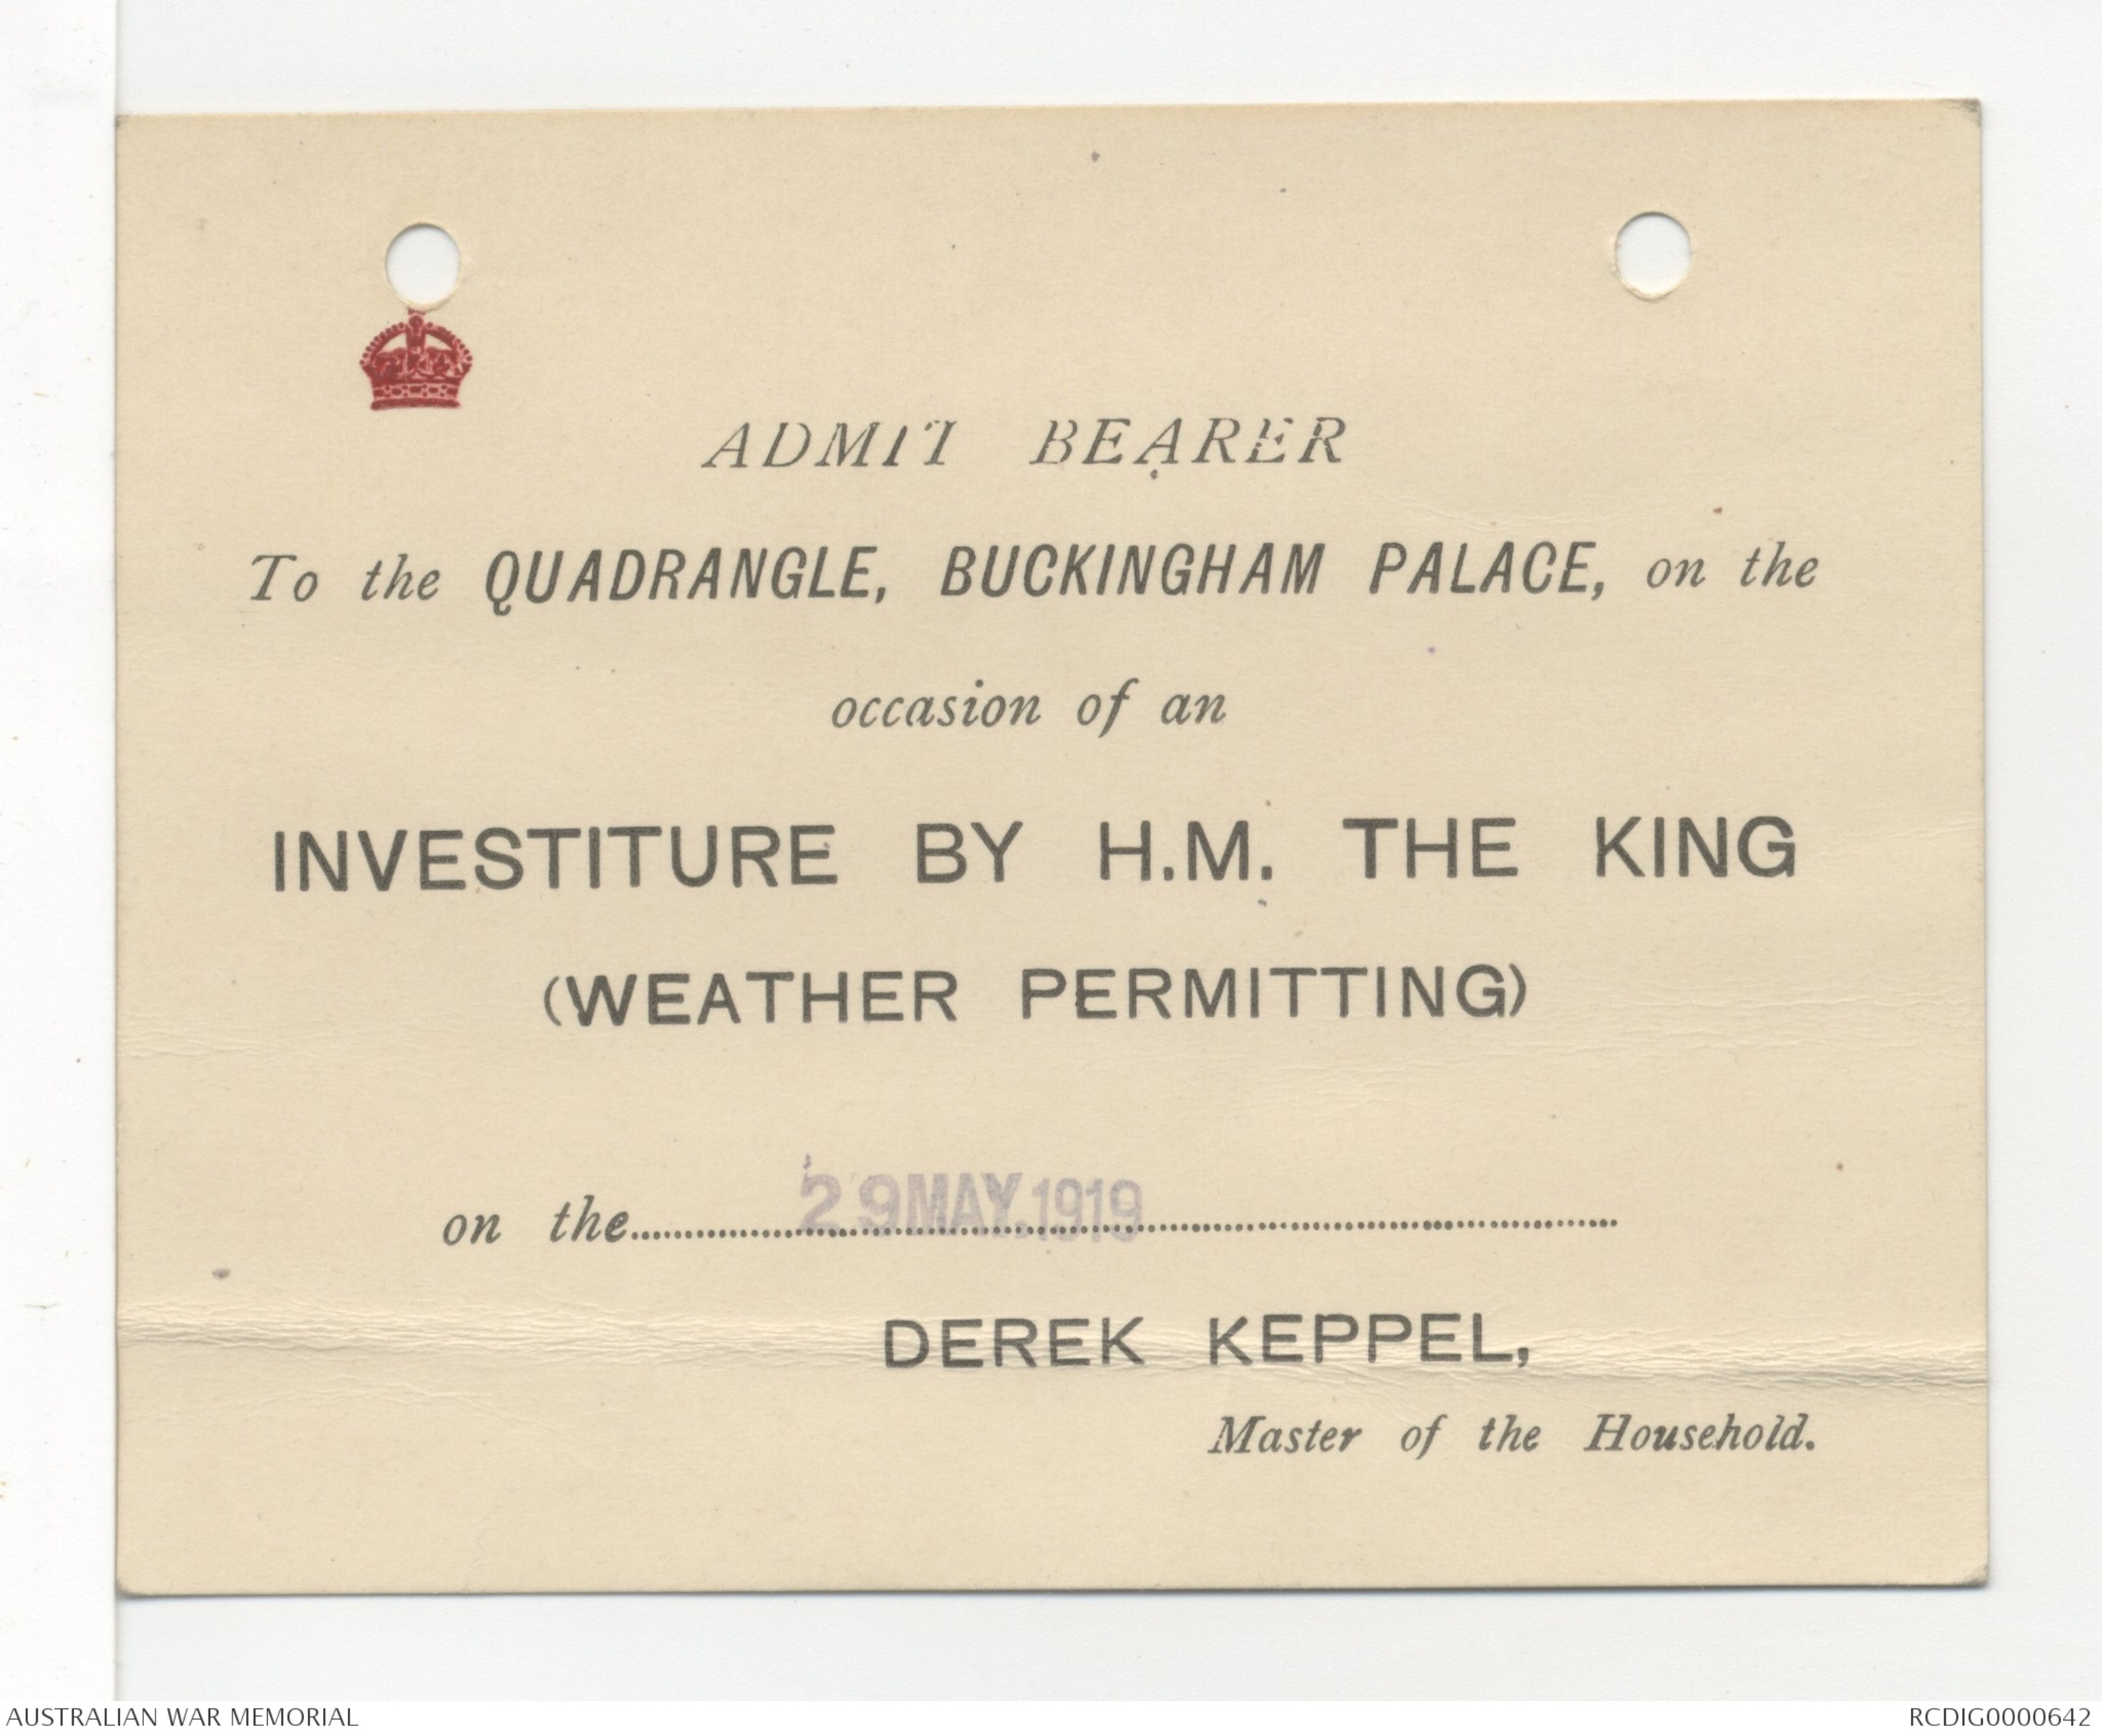 ADMIT BEARER
To the QUADRANGLE, BUCKINGHAM PALACE, on the
occasion of an
INVESTITURE BY H.M. THE KING
(WEATHER PERMITTING)
on the 29 MAY. 1919
DEREK KEPPEL,
Master of the Household.
AUSTRALIAN WAR MEMORIAL
RCDIG0000642